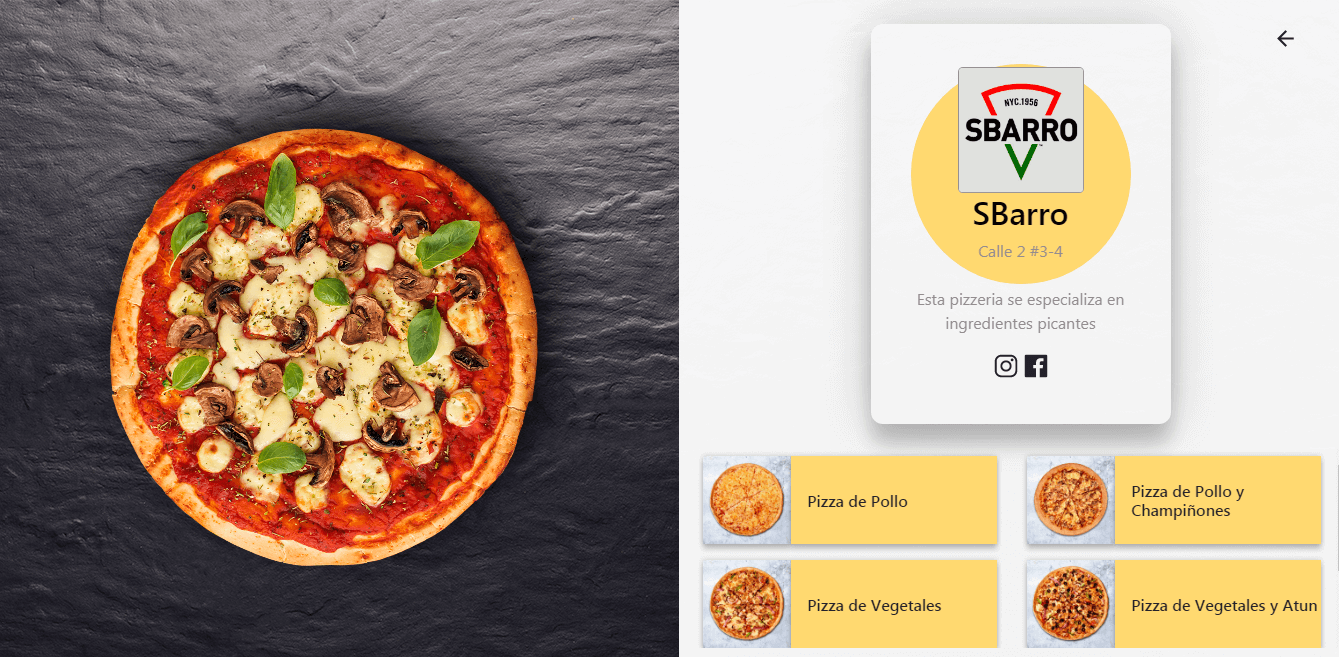 NYC.1956
SBARRO
SBarro
Calle 2 #3-4
Esta pizzeria se especializa en
ingredientes picantes
Pizza de Pollo
Pizza de Pollo y
Champiñones
Pizza de Vegetales
Pizza de Vegetales y Atun